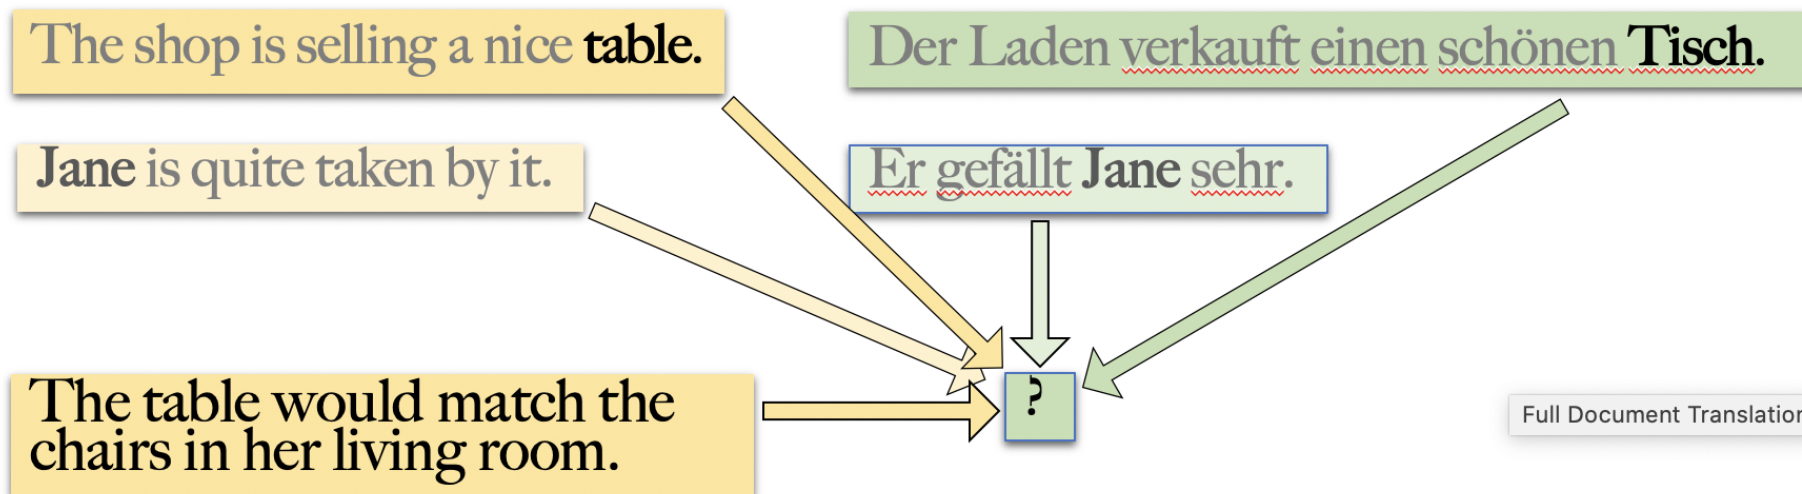 The shop is selling a nice table.
Der Laden verkauft einen schönen Tisch.
Jane is quite taken by it.
Er gefällt Jane sehr.
The table would match the
chairs in her living room.
?
Full Document Translation